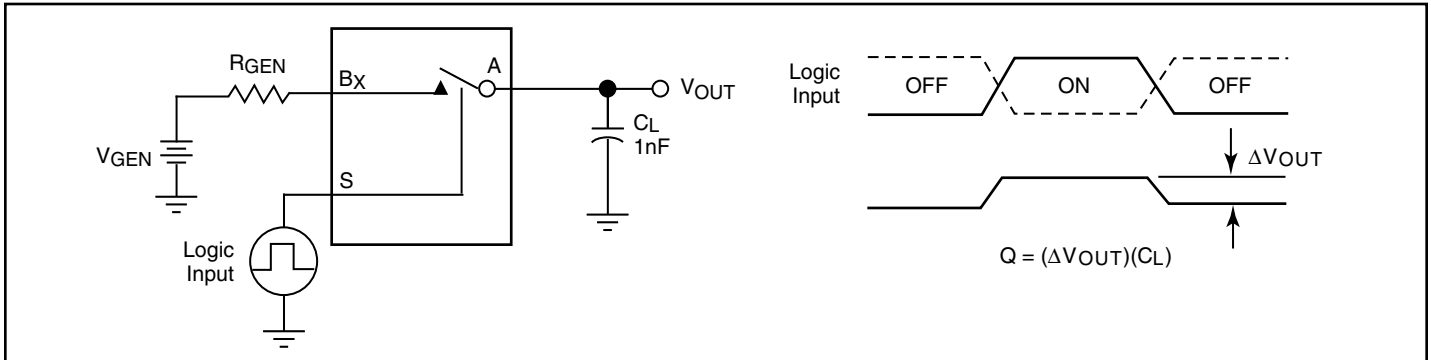 RGEN
BX
A
VOUT
CL
1nF
VGEN
S
Logic
Input
Logic
Input
OFF
ON
OFF
ΔVOUT
Q = (ΔVOUT)(CL)